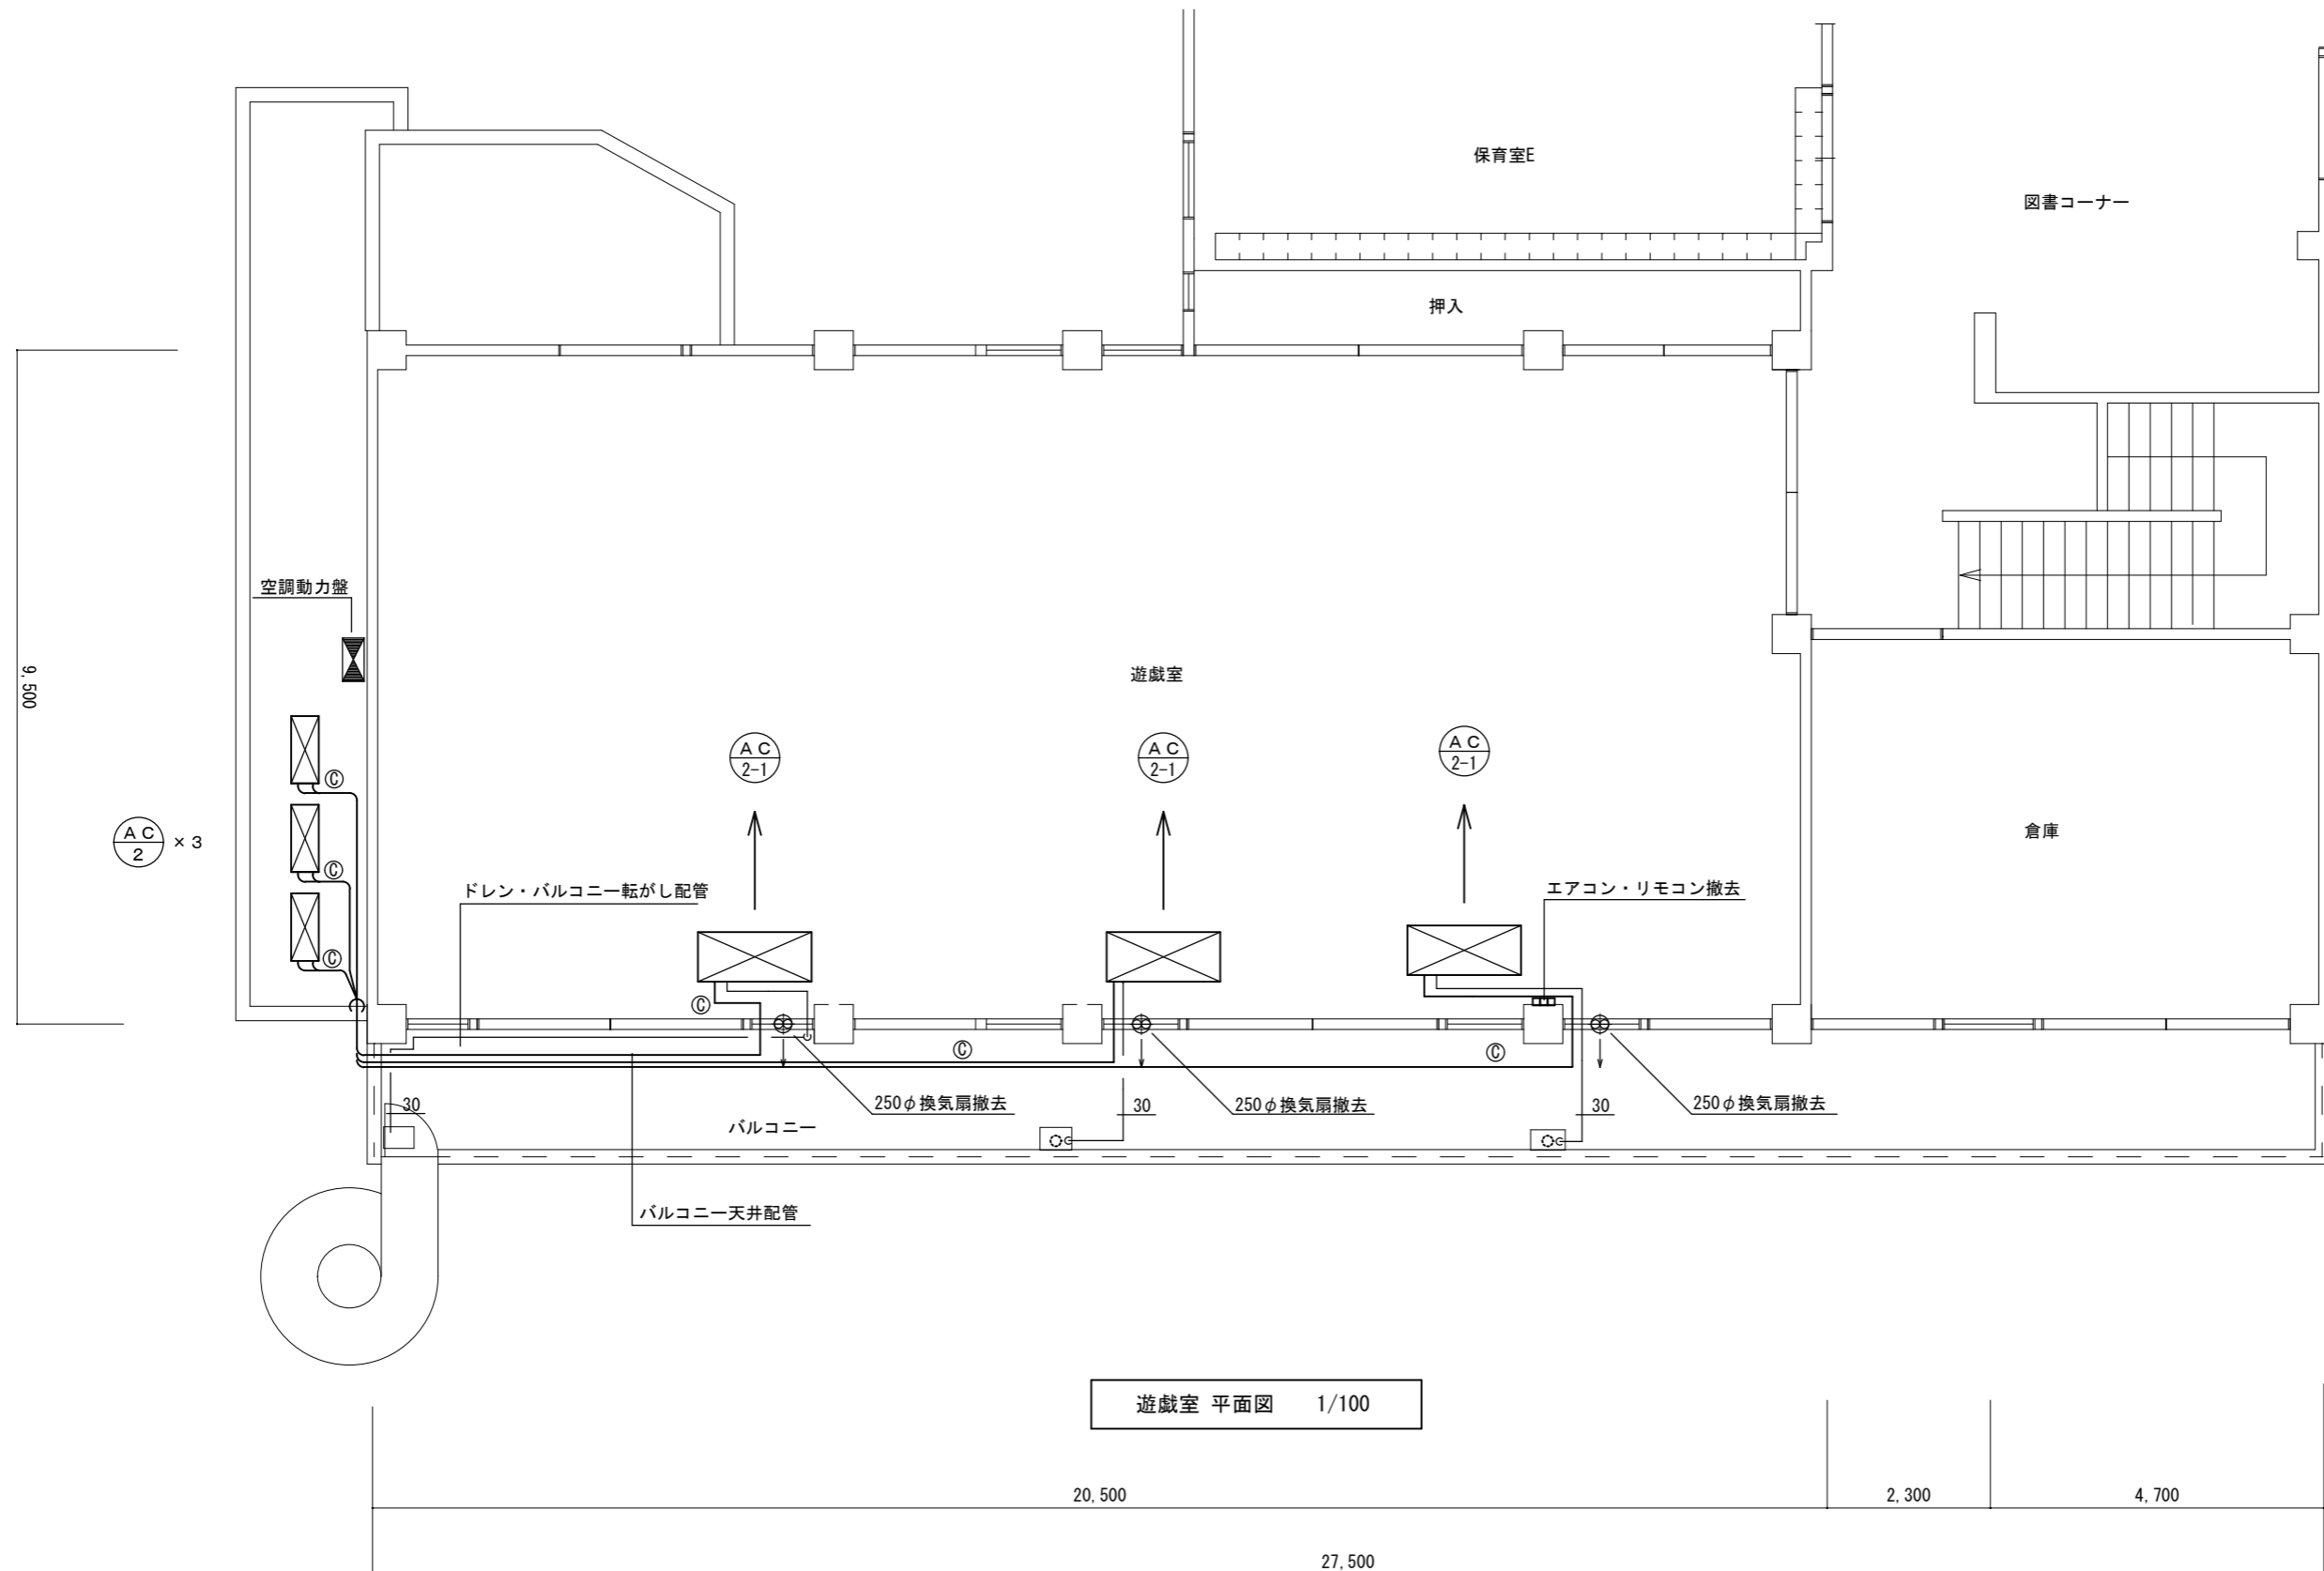 保育室E
図書コーナー
押入
空調動力盤
9,500
遊戯室
AC
2-1
AC
2-1
AC
2-1
Ⓒ
AC
2
×3
Ⓒ
Ⓒ
倉庫
ドレン・バルコニー転がし配管
エアコン・リモコン撤去
Ⓒ
Ⓒ
Ⓒ
30
250φ換気扇撤去
30
250φ換気扇撤去
30
250φ換気扇撤去
バルコニー
バルコニー天井配管
遊戯室 平面図 1/100
20,500
2,300
4,700
27,500